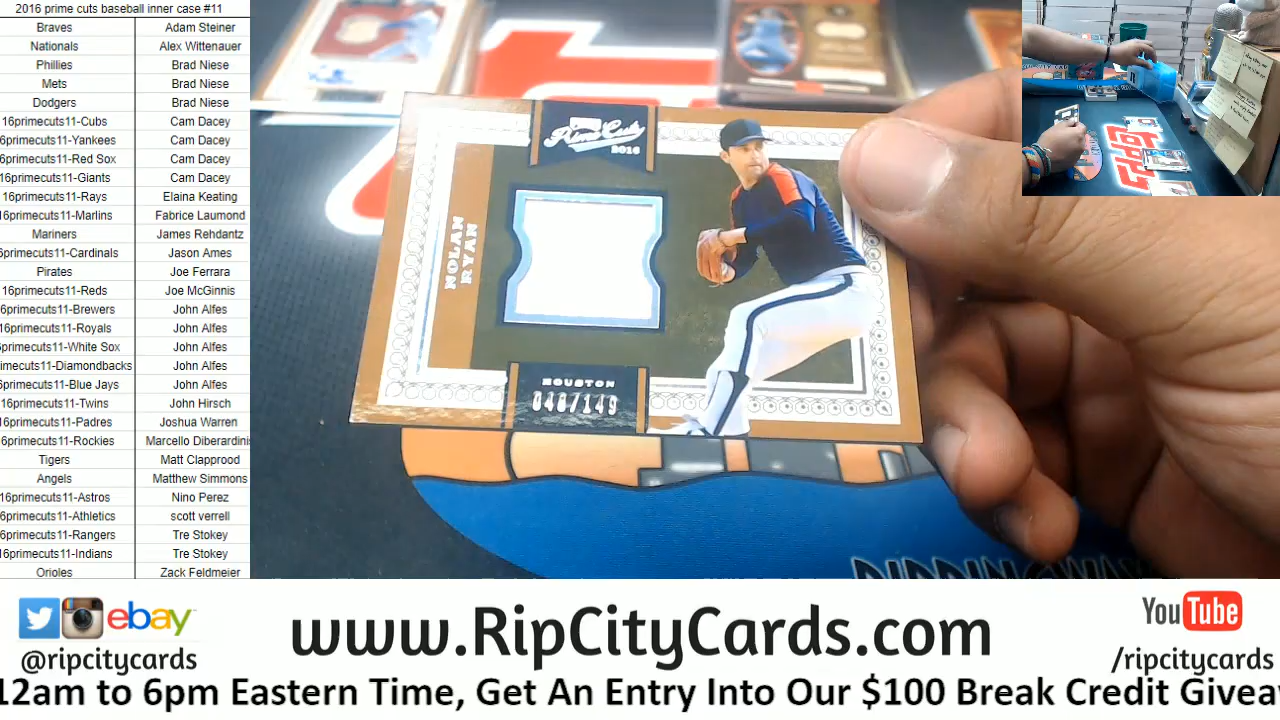 2016 prime cuts baseball inner case #11
Braves Adam Steiner
Nationals Alex Wittenauer
Phillies Brad Niese
Mets Brad Niese
Dodgers Brad Niese
16primecuts11-Cubs Cam Dacey
6primecuts11-Yankees Cam Dacey
6primecuts11-Red Sox Cam Dacey
16primecuts11-Giants Cam Dacey
16primecuts11-Rays Elaina Keating
16primecuts11-Marlins Fabrice Laumond
Mariners James Rehdantz
6primecuts11-Cardinals Jason Ames
Pirates Joe Ferrara
16primecuts11-Reds Joe McGinnis
6primecuts11-Brewers John Alfes
16primecuts11-Royals John Alfes
6primecuts11-White Sox John Alfes
imecuts11-Diamondbacks John Alfes
6primecuts11-Blue Jays John Alfes
16primecuts11-Twins John Hirsch
16primecuts11-Padres Joshua Warren
6primecuts11-Rockies Marcello Diberardini
Tigers Matt Clapprood
Angels Matthew Simmons
16primecuts11-Astros Nino Perez
6primecuts11-Athletics scott verrell
6primecuts11-Rangers Tre Stokey
16primecuts11-Indians Tre Stokey
Orioles Zack Feldmeier
Prime Cuts
2016
NOLAN
RYAN
HOUSTON
048/149
ebay
@ripcitycards
www.RipCityCards.com
YouTube
/ripcitycards
12am to 6pm Eastern Time, Get An Entry Into Our $100 Break Credit Giveaw